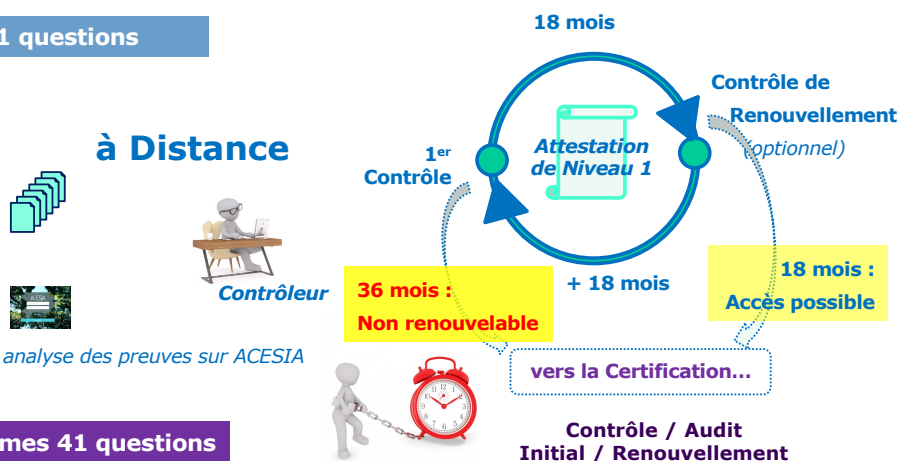 1 questions
18 mois
Contrôle de
Renouvellement
(optionnel)
à Distance
1er
Contrôle
Attestation
de Niveau 1
Contrôleur
36 mois :
Non renouvelable
+ 18 mois
18 mois :
Accès possible
analyse des preuves sur ACESIA
vers la Certification...
mes 41 questions
Contrôle / Audit
Initial / Renouvellement